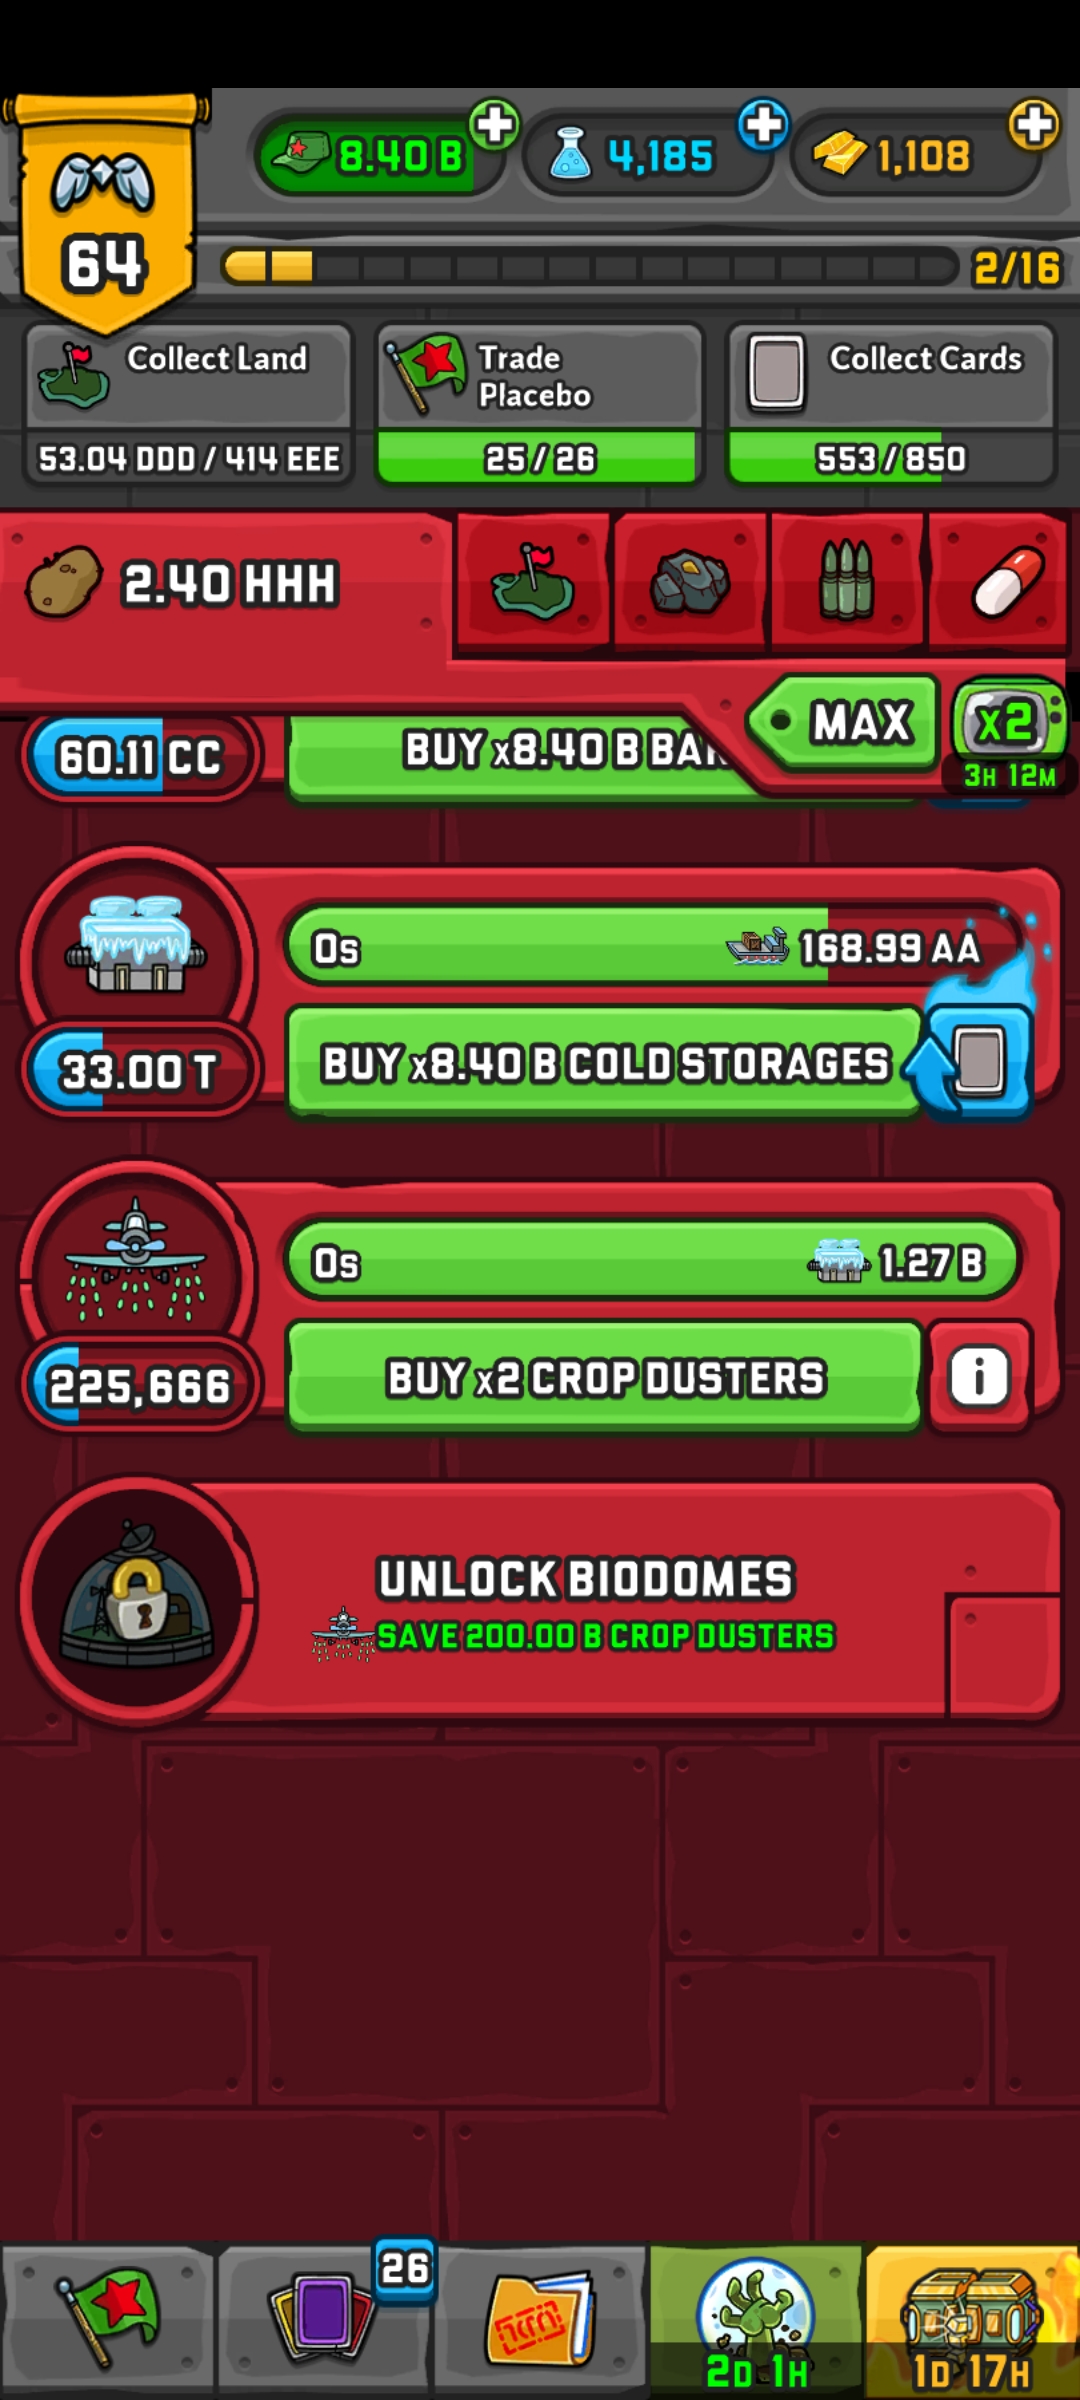 8.40 B
4,185
1,108
64
2/16
Collect Land
53.04 DDD / 414 EEE
Trade
Placebo
25 / 26
Collect Cards
553 / 850
2.40 HHH
MAX
x2
3H 12M
60.11 CC
BUY x8.40 B BA
0s
168.99 AA
33.00 T
BUY x8.40 B COLD STORAGES
0s
1.27 B
225,666
BUY x2 CROP DUSTERS
i
UNLOCK BIODOMES
SAVE 200.00 B CROP DUSTERS
26
2D 1H
1D 17H